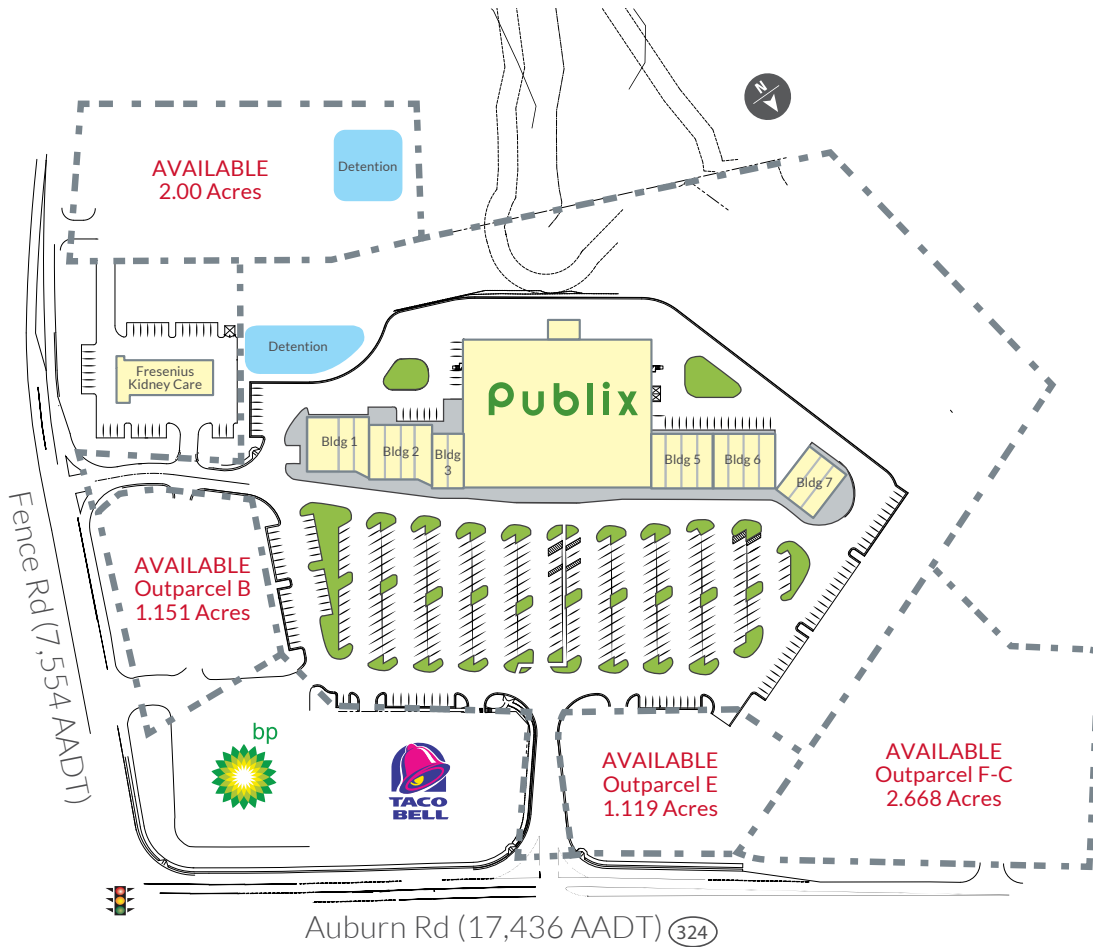 N
AVAILABLE
2.00 Acres
Detention
Detention
Fresenius
Kidney Care
Publix
Bldg 1
Bldg 2
Bldg
3
Bldg 5
Bldg 6
Bldg 7
AVAILABLE
Outparcel B
1.151 Acres
Fence Rd (7,554 AADT)
bp
TACO
BELL
AVAILABLE
Outparcel E
1.119 Acres
AVAILABLE
Outparcel F-C
2.668 Acres
Auburn Rd (17,436 AADT) 324